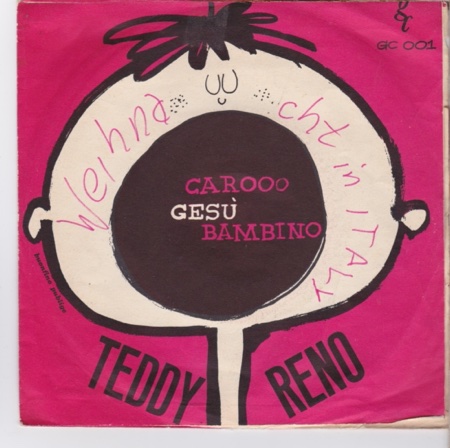 GC 001
Weihnacht in ITALY
CAROOO
GESÙ
BAMBINO
TEDDY RENO